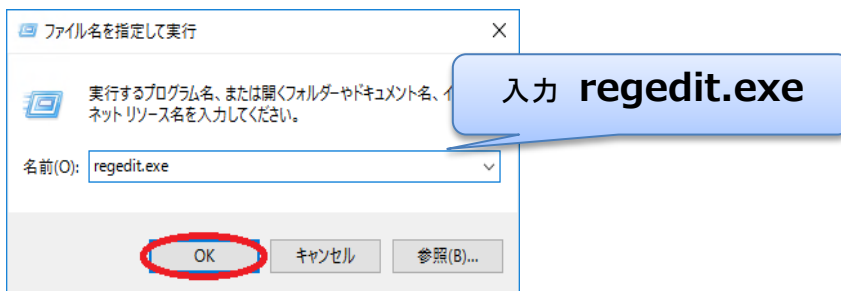 ファイル名を指定して実行
実行するプログラム名、または開くフォルダーやドキュメント名、イ
ネット リソース名を入力してください。
入力 regedit.exe
名前(O): regedit.exe
OK キャンセル 参照(B)...